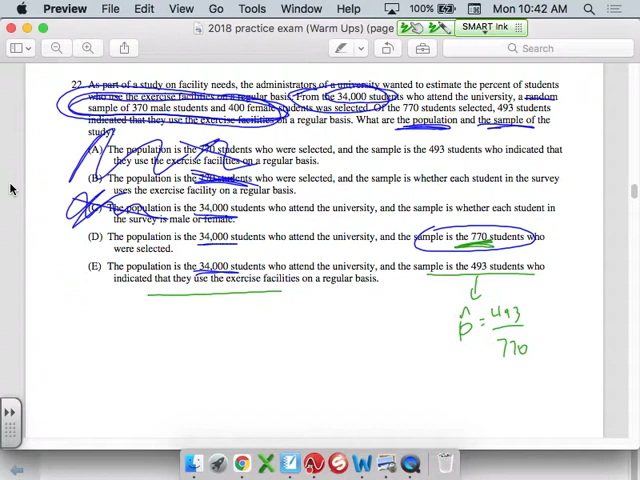 Preview File Edit View Go Tools Window Help 100% Mon 10:42 AM
2018 practice exam (Warm Ups) (page
SMART Ink
22. As part of a study on facility needs, the administrators of a university wanted to estimate the percent of students
who use the exercise facilities on a regular basis. From the 34,000 students who attend the university, a random
sample of 370 male students and 400 female students was selected. Of the 770 students selected, 493 students
indicated that they use the exercise facilities on a regular basis. What are the population and the sample of the
study?
(A) The population is the 770 students who were selected, and the sample is the 493 students who indicated that
they use the exercise facilities on a regular basis.
(B) The population is the 770 students who were selected, and the sample is whether each student in the survey
uses the exercise facility on a regular basis.
(C) The population is the 34,000 students who attend the university, and the sample is whether each student in
the survey is male or female.
(D) The population is the 34,000 students who attend the university, and the sample is the 770 students who
were selected.
(E) The population is the 34,000 students who attend the university, and the sample is the 493 students who
indicated that they use the exercise facilities on a regular basis.
p̂ = 493
770